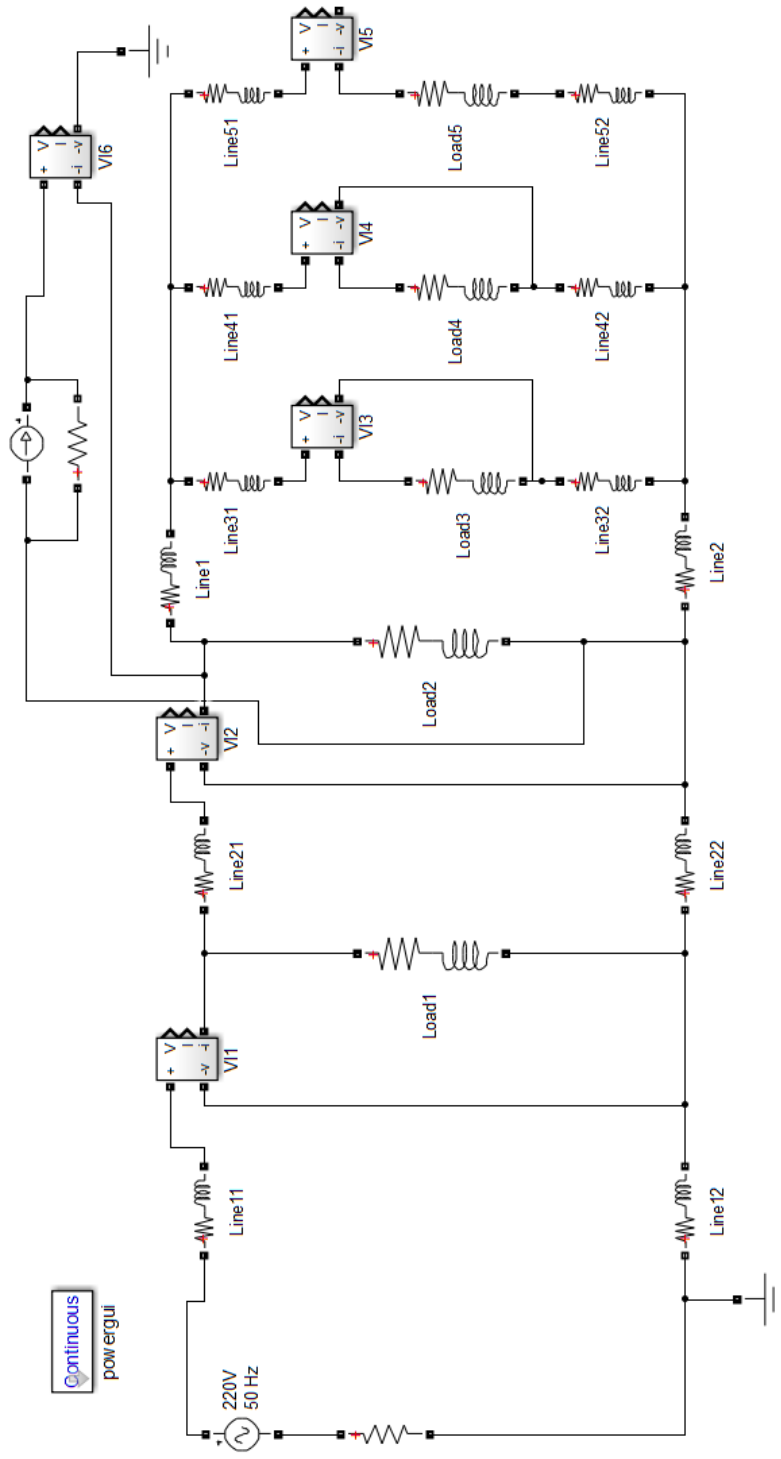 Continuous
powergui
220V
50 Hz
Line11
Line12
+
V
I
-v
-i
VI1
Load1
Line21
Line22
+
V
I
-v
-i
VI2
Load2
Line1
Line2
Line31
+
V
I
-i
-v
VI3
Load3
Line32
Line41
+
V
I
-i
-v
VI4
Load4
Line42
Line51
+
V
I
-i
-v
VI5
Load5
Line52
+
V
I
-i
-v
VI6